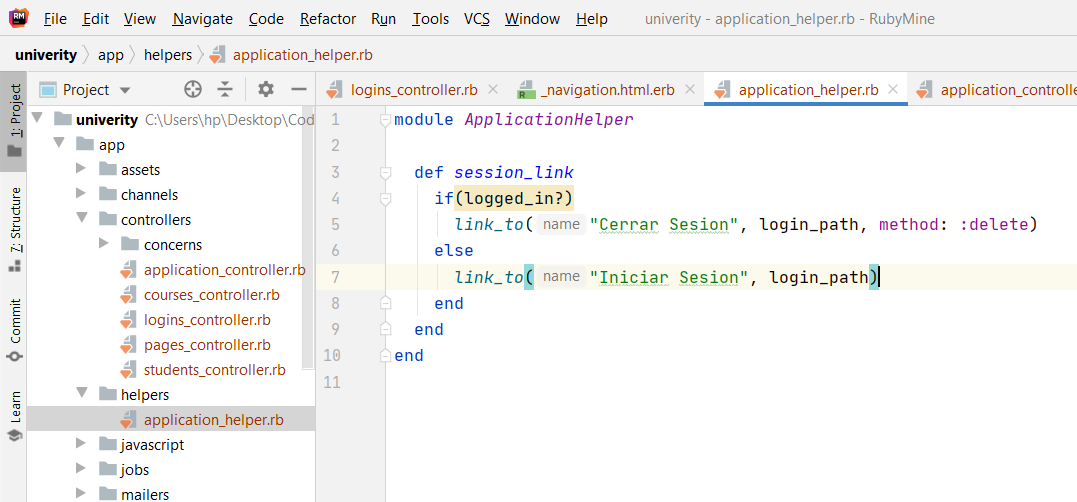 RM File Edit View Navigate Code Refactor Run Tools VCS Window Help univerity - application_helper.rb - RubyMine
univerity app helpers application_helper.rb
1: Project
7: Structure
Commit
Learn
Project
univerity C:\Users\hp\Desktop\Cod
app
assets
channels
controllers
concerns
application_controller.rb
courses_controller.rb
logins_controller.rb
pages_controller.rb
students_controller.rb
helpers
application_helper.rb
javascript
jobs
mailers
logins_controller.rb _navigation.html.erb application_helper.rb application_controlle
1 module ApplicationHelper
2
3 def session_link
4 if(logged_in?)
5 link_to( name "Cerrar Sesion", login_path, method: :delete)
6 else
7 link_to( name "Iniciar Sesion", login_path)
8 end
9 end
10 end
11